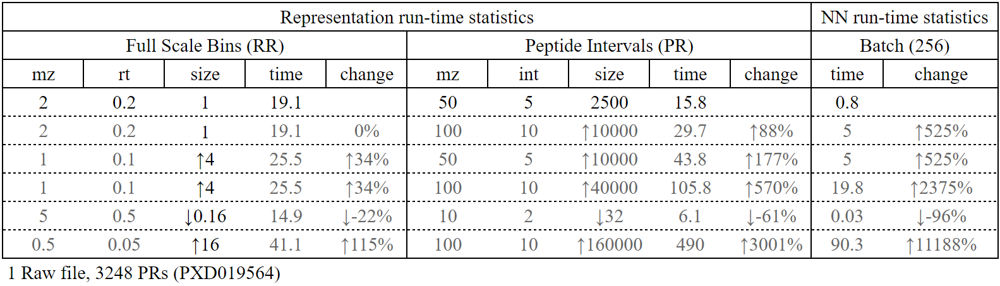 Representation run-time statistics NN run-time statistics
Full Scale Bins (RR) Peptide Intervals (PR) Batch (256)
mz rt size time change mz int size time change time change
2 0.2 1 19.1 50 5 2500 15.8 0.8
2 0.2 1 19.1 0% 100 10 ↑10000 29.7 ↑88% 5 ↑525%
1 0.1 ↑4 25.5 ↑34% 50 5 ↑10000 43.8 ↑177% 5 ↑525%
1 0.1 ↑4 25.5 ↑34% 100 10 ↑40000 105.8 ↑570% 19.8 ↑2375%
5 0.5 ↓0.16 14.9 ↓-22% 10 2 ↓32 6.1 ↓-61% 0.03 ↓-96%
0.5 0.05 ↑16 41.1 ↑115% 100 10 ↑160000 490 ↑3001% 90.3 ↑11188%
1 Raw file, 3248 PRs (PXD019564)